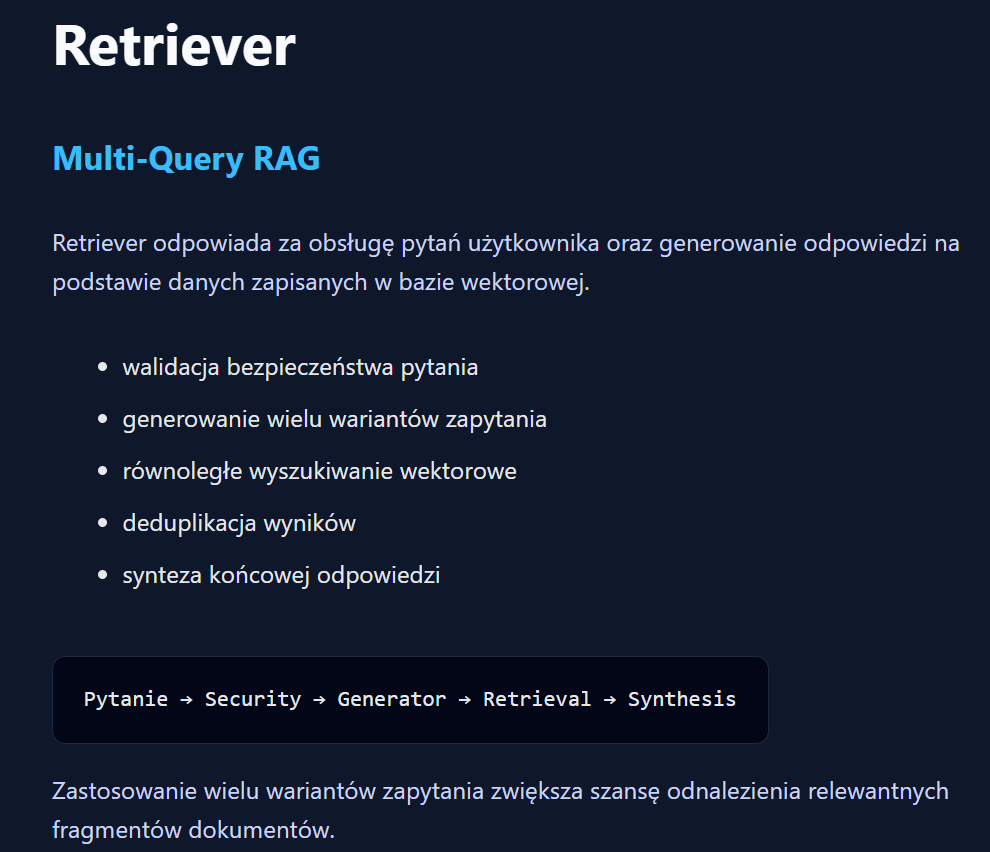 Retriever
Multi-Query RAG
Retriever odpowiada za obsługę pytań użytkownika oraz generowanie odpowiedzi na
podstawie danych zapisanych w bazie wektorowej.
• walidacja bezpieczeństwa pytania
• generowanie wielu wariantów zapytania
• równoległe wyszukiwanie wektorowe
• deduplikacja wyników
• synteza końcowej odpowiedzi
Pytanie → Security → Generator → Retrieval → Synthesis
Zastosowanie wielu wariantów zapytania zwiększa szansę odnalezienia relewantnych
fragmentów dokumentów.